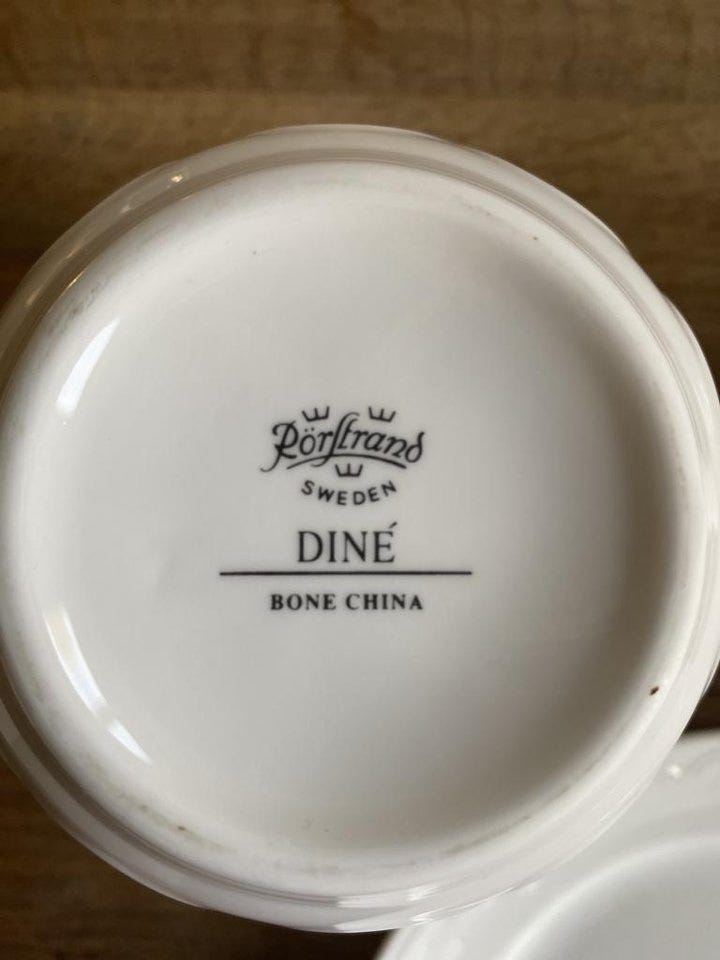 Rörstrand
SWEDEN
DINÉ
BONE CHINA